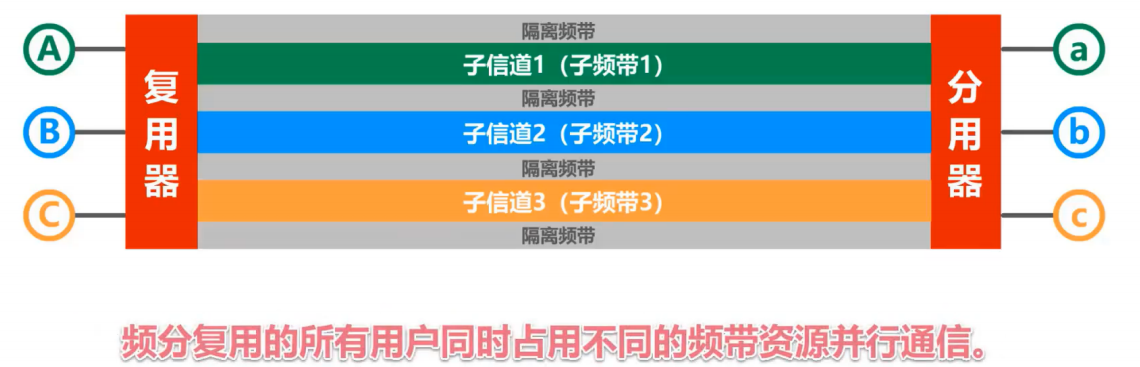 隔离频带
A
子信道1（子频带1）
a
复用器
隔离频带
分用器
B
子信道2（子频带2）
b
隔离频带
C
子信道3（子频带3）
c
隔离频带
频分复用的所有用户同时占用不同的频带资源并行通信。